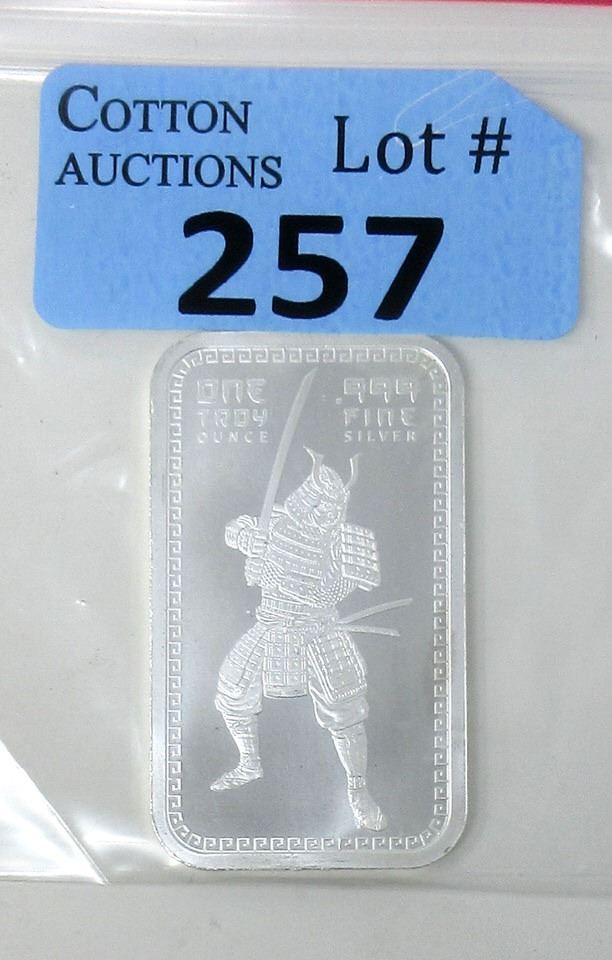 COTTON
AUCTIONS
Lot #
257
ONE
TROY
OUNCE
.999
FINE
SILVER